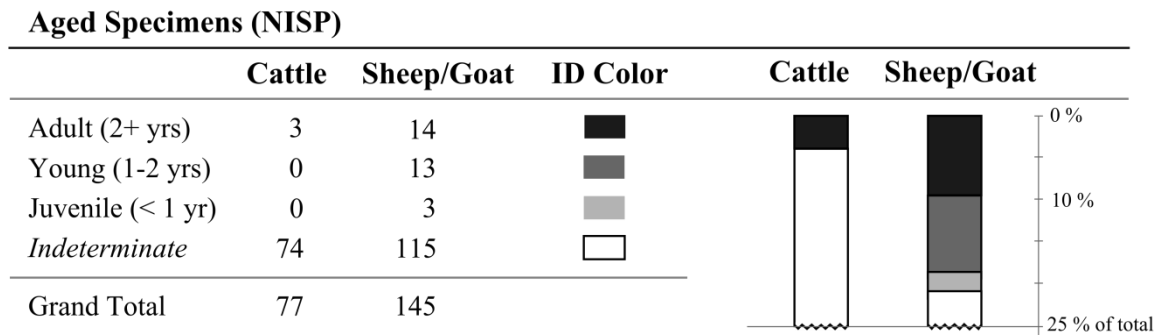 Aged Specimens (NISP)
Cattle Sheep/Goat ID Color Cattle Sheep/Goat
Adult (2+ yrs) 3 14 0 %
Young (1-2 yrs) 0 13
10 %
Juvenile (< 1 yr) 0 3
Indeterminate 74 115
Grand Total 77 145
25 % of total